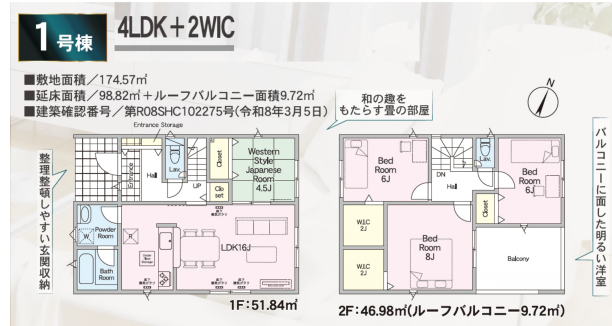 1号棟 4LDK+2WIC
■敷地面積／174.57㎡
■延床面積／98.82㎡+ルーフバルコニー面積9.72㎡
■建築確認番号／第R08SHC102275号(令和8年3月5日)
和の趣を
もたらす畳の部屋
N
整理整頓しやすい玄関収納
Entrance Storage
Entrance
Hall
Lav.
UP
Closet
Western
Style
Japanese
Room
4.5J
Clo
set
Powder
Room
W
R
LDK16J
Bath
Room
1F:51.84㎡
Bed
Room
6J
DN
Hall
Lav.
Bed
Room
6J
Closet
W.I.C
2J
W.I.C
2J
Bed
Room
8J
Balcony
バルコニーに面した明るい洋室
2F:46.98㎡(ルーフバルコニー9.72㎡)